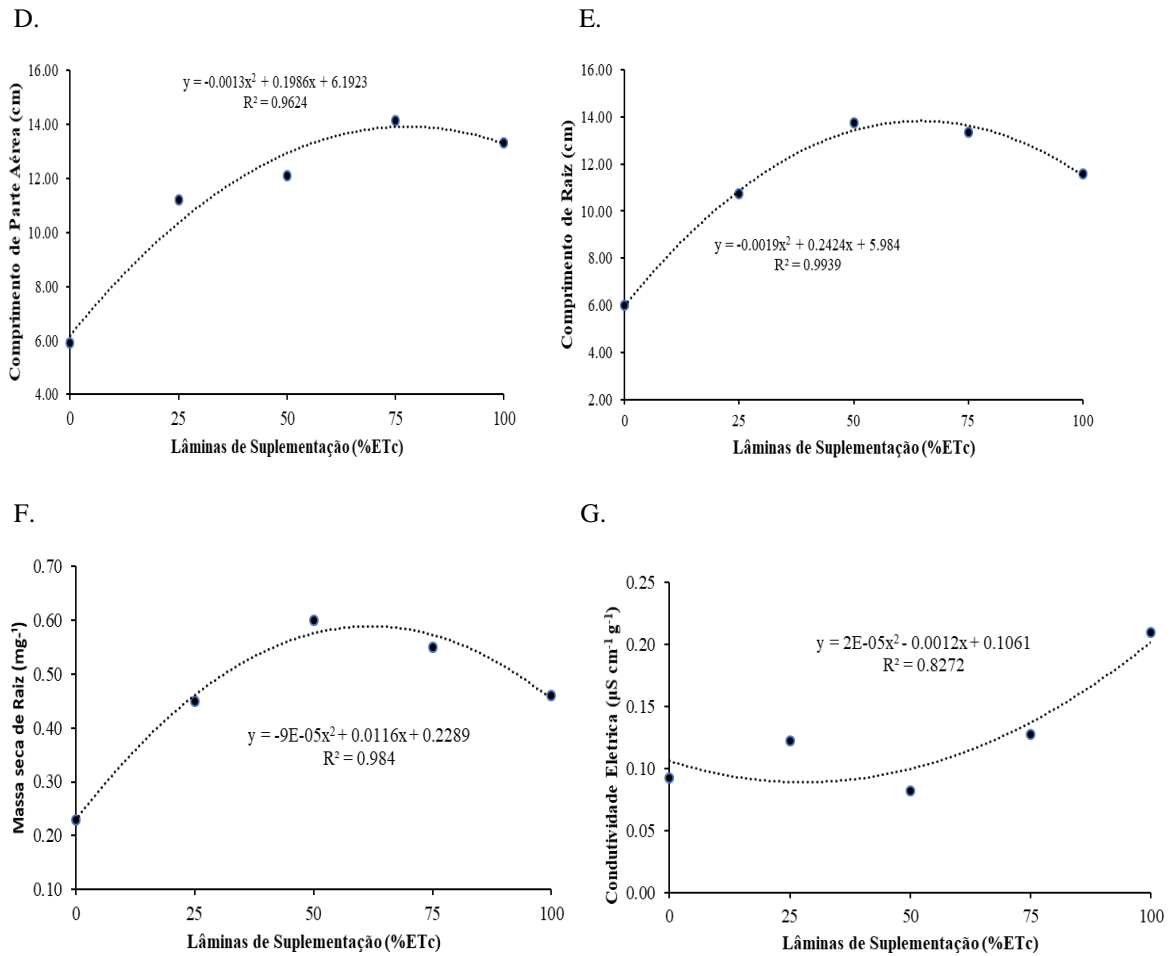 D.
y = -0.0013x² + 0.1986x + 6.1923
R² = 0.9624
Comprimento de Parte Aérea (cm)
16.00
14.00
12.00
10.00
8.00
6.00
4.00
0 25 50 75 100
Lâminas de Suplementação (%ETc)
E.
y = -0.0019x² + 0.2424x + 5.984
R² = 0.9939
Comprimento de Raiz (cm)
16.00
14.00
12.00
10.00
8.00
6.00
4.00
2.00
0 25 50 75 100
Lâminas de Suplementação (%ETc)
F.
y = -9E-05x² + 0.0116x + 0.2289
R² = 0.984
Massa seca de Raiz (mg-¹)
0.70
0.60
0.50
0.40
0.30
0.20
0.10
0 25 50 75 100
Lâminas de Suplementação (%ETc)
G.
y = 2E-05x² - 0.0012x + 0.1061
R² = 0.8272
Condutividade Eletrica (µS cm⁻¹ g⁻¹)
0.25
0.20
0.15
0.10
0.05
0.00
0 25 50 75 100
Lâminas de Suplementação (%ETc)